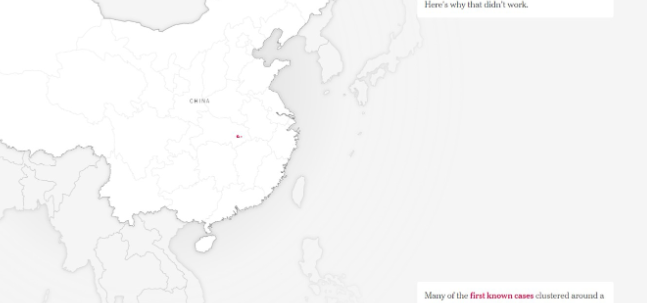 Here's why that didn't work.
CHINA
Many of the first known cases clustered around a